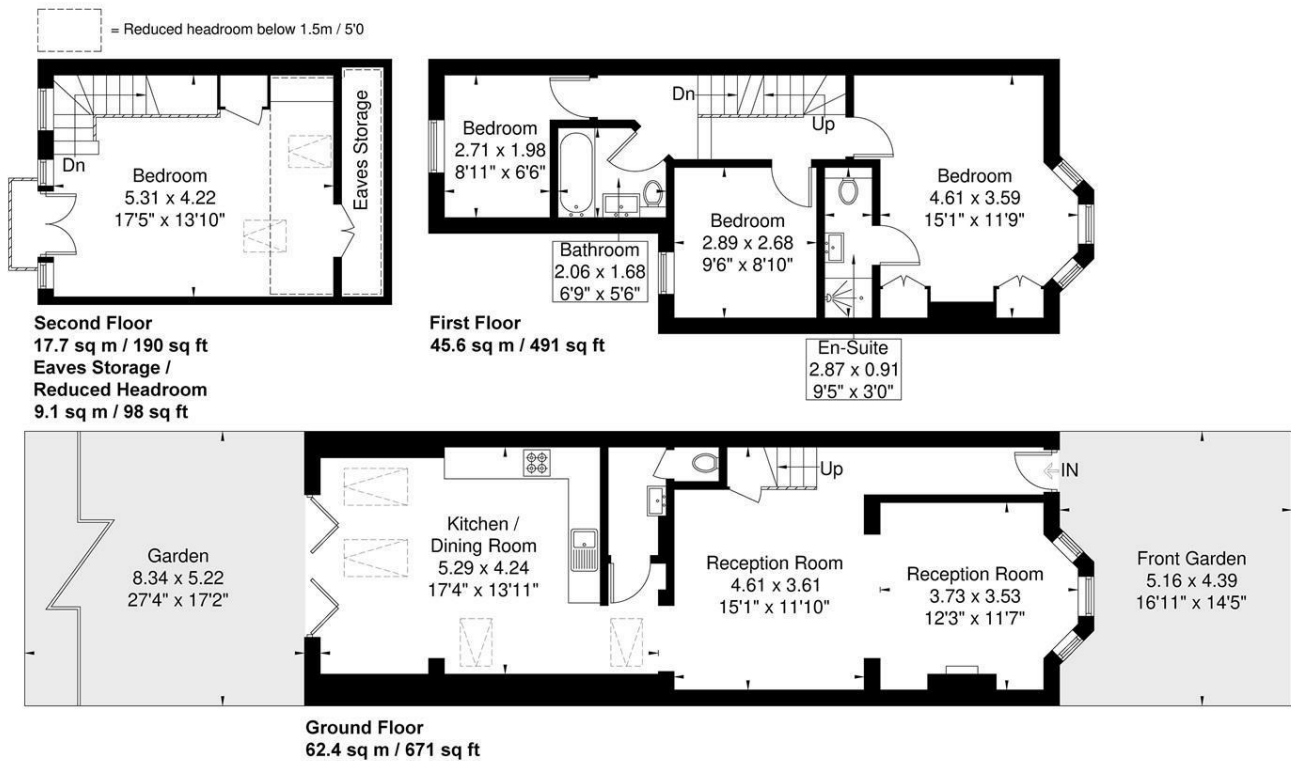 = Reduced headroom below 1.5m / 5'0
Eaves Storage
Dn
Bedroom
5.31 x 4.22
17'5" x 13'10"
Second Floor
17.7 sq m / 190 sq ft
Eaves Storage /
Reduced Headroom
9.1 sq m / 98 sq ft
Bedroom
2.71 x 1.98
8'11" x 6'6"
Dn
Up
Bedroom
4.61 x 3.59
15'1" x 11'9"
Bedroom
2.89 x 2.68
9'6" x 8'10"
Bathroom
2.06 x 1.68
6'9" x 5'6"
En-Suite
2.87 x 0.91
9'5" x 3'0"
First Floor
45.6 sq m / 491 sq ft
Garden
8.34 x 5.22
27'4" x 17'2"
Kitchen /
Dining Room
5.29 x 4.24
17'4" x 13'11"
Up
IN
Reception Room
4.61 x 3.61
15'1" x 11'10"
Reception Room
3.73 x 3.53
12'3" x 11'7"
Front Garden
5.16 x 4.39
16'11" x 14'5"
Ground Floor
62.4 sq m / 671 sq ft